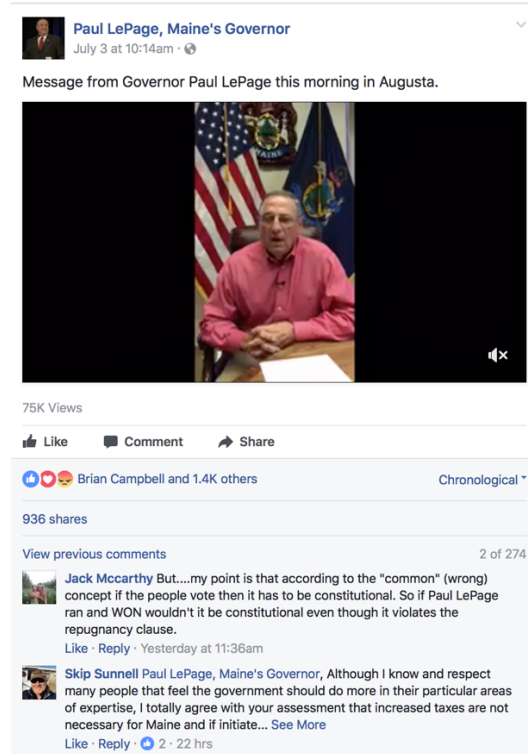 Paul LePage, Maine's Governor
July 3 at 10:14am ·
Message from Governor Paul LePage this morning in Augusta.
MAINE
75K Views
Like Comment Share
Brian Campbell and 1.4K others Chronological
936 shares
View previous comments 2 of 274
Jack Mccarthy But....my point is that according to the "common" (wrong)
concept if the people vote then it has to be constitutional. So if Paul LePage
ran and WON wouldn't it be constitutional even though it violates the
repugnancy clause.
Like · Reply · Yesterday at 11:36am
Skip Sunnell Paul LePage, Maine's Governor, Although I know and respect
many people that feel the government should do more in their particular areas
of expertise, I totally agree with your assessment that increased taxes are not
necessary for Maine and if initiate... See More
Like · Reply · 2 · 22 hrs